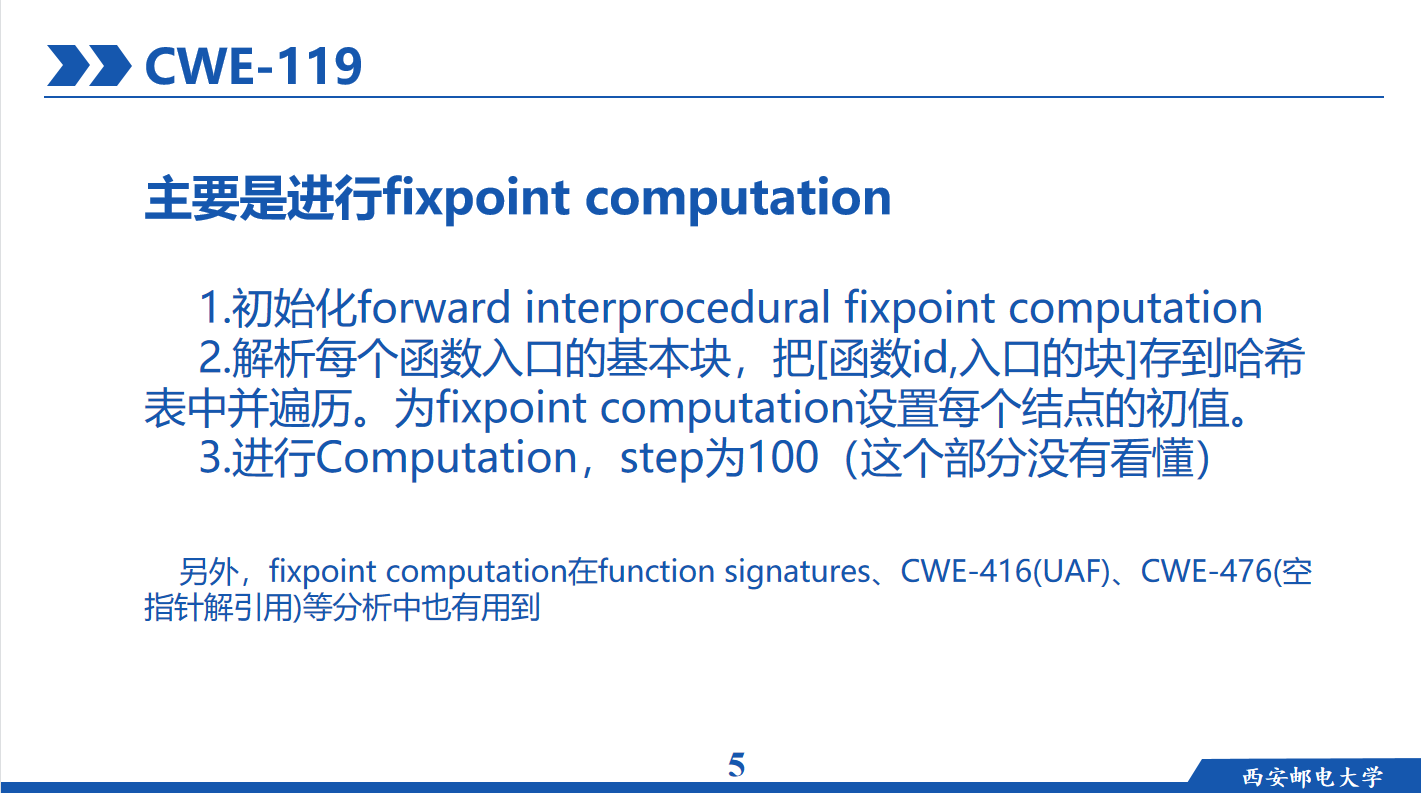 CWE-119
主要是进行fixpoint computation
1.初始化forward interprocedural fixpoint computation
2.解析每个函数入口的基本块，把[函数id,入口的块]存到哈希
表中并遍历。为fixpoint computation设置每个结点的初值。
3.进行Computation，step为100（这个部分没有看懂）
另外，fixpoint computation在function signatures、CWE-416(UAF)、CWE-476(空
指针解引用)等分析中也有用到
5
西安邮电大学